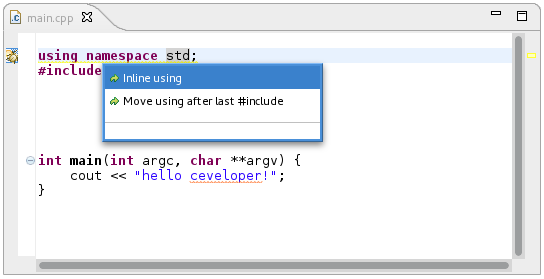 main.cpp
using namespace std;
#include
Inline using
Move using after last #include
int main(int argc, char **argv) {
cout << "hello ceveloper!";
}